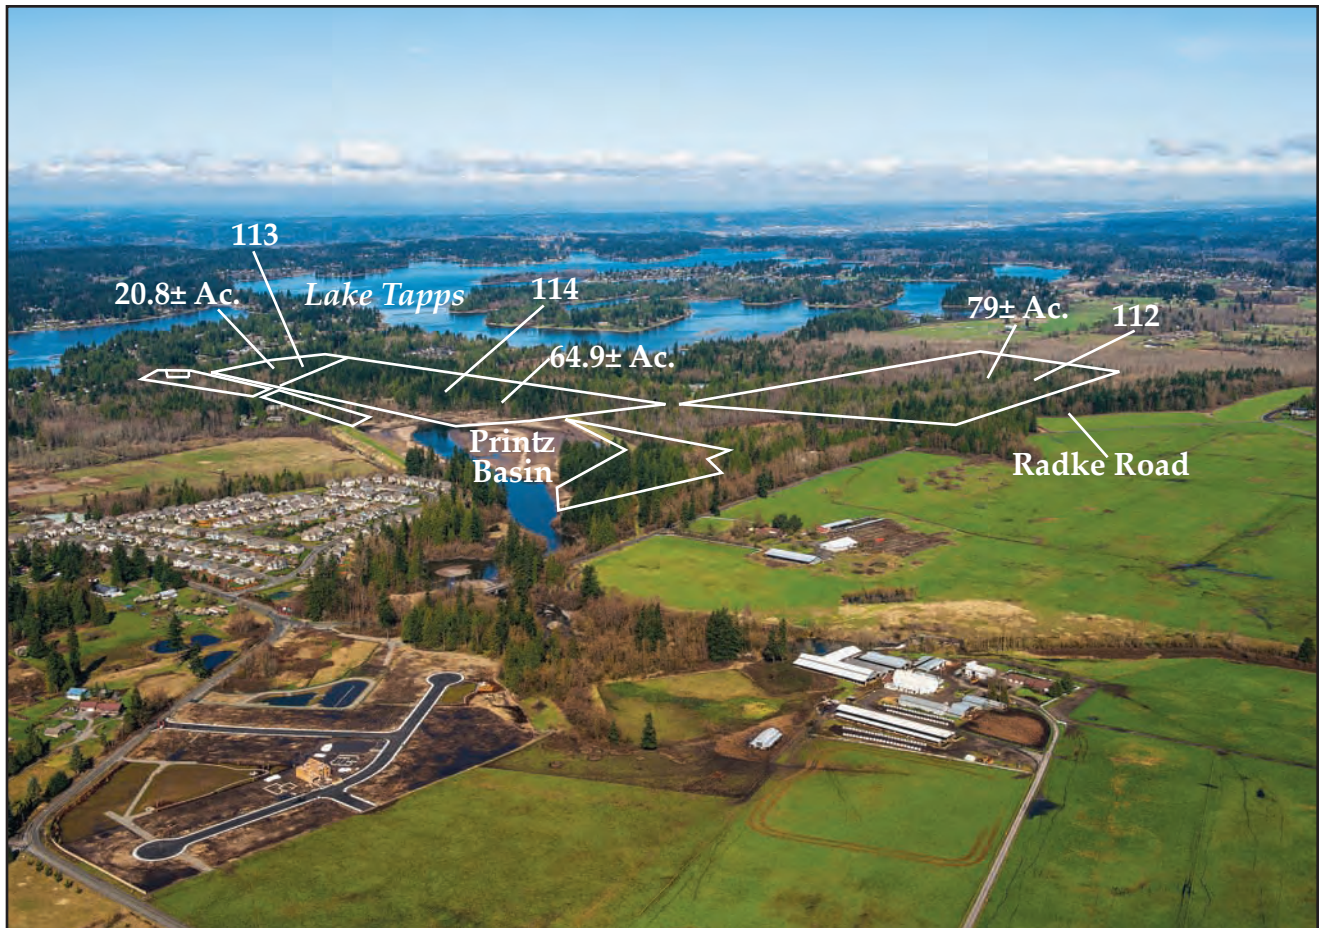 113
20.8± Ac.
Lake Tapps
114
79± Ac.
112
64.9± Ac.
Printz
Basin
Radke Road